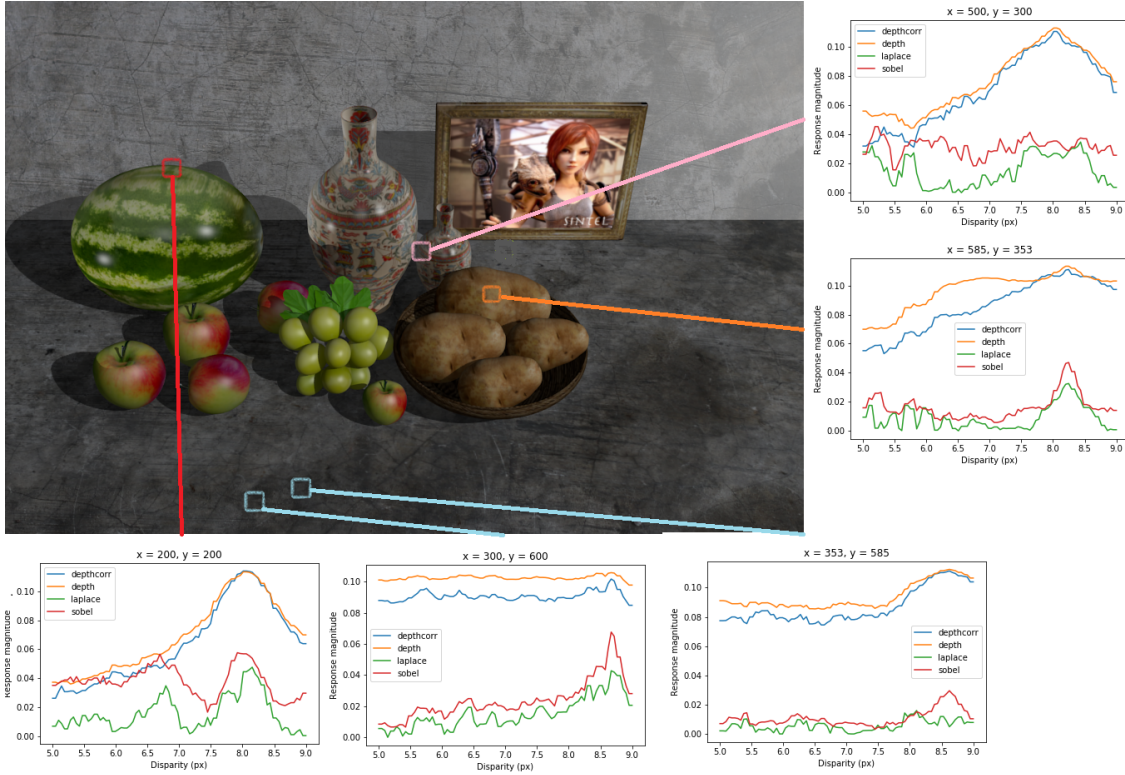 x = 500, y = 300
Response magnitude
0.10
0.08
0.06
0.04
0.02
0.00
depthcorr
depth
laplace
sobel
5.0 5.5 6.0 6.5 7.0 7.5 8.0 8.5 9.0
Disparity (px)
SINTEL
x = 585, y = 353
Response magnitude
0.10
0.08
0.06
0.04
0.02
0.00
depthcorr
depth
laplace
sobel
5.0 5.5 6.0 6.5 7.0 7.5 8.0 8.5 9.0
Disparity (px)
x = 200, y = 200
Response magnitude
0.10
0.08
0.06
0.04
0.02
0.00
depthcorr
depth
laplace
sobel
5.0 5.5 6.0 6.5 7.0 7.5 8.0 8.5 9.0
Disparity (px)
x = 300, y = 600
Response magnitude
0.10
0.08
0.06
0.04
0.02
0.00
depthcorr
depth
laplace
sobel
5.0 5.5 6.0 6.5 7.0 7.5 8.0 8.5 9.0
Disparity (px)
x = 353, y = 585
Response magnitude
0.10
0.08
0.06
0.04
0.02
0.00
depthcorr
depth
laplace
sobel
5.0 5.5 6.0 6.5 7.0 7.5 8.0 8.5 9.0
Disparity (px)